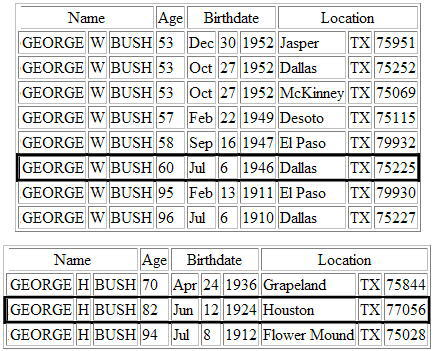 Name Age Birthdate Location
GEORGE W BUSH 53 Dec 30 1952 Jasper TX 75951
GEORGE W BUSH 53 Oct 27 1952 Dallas TX 75252
GEORGE W BUSH 53 Oct 27 1952 McKinney TX 75069
GEORGE W BUSH 57 Feb 22 1949 Desoto TX 75115
GEORGE W BUSH 58 Sep 16 1947 El Paso TX 79932
GEORGE W BUSH 60 Jul 6 1946 Dallas TX 75225
GEORGE W BUSH 95 Feb 13 1911 El Paso TX 79930
GEORGE W BUSH 96 Jul 6 1910 Dallas TX 75227
Name Age Birthdate Location
GEORGE H BUSH 70 Apr 24 1936 Grapeland TX 75844
GEORGE H BUSH 82 Jun 12 1924 Houston TX 77056
GEORGE H BUSH 94 Jul 8 1912 Flower Mound TX 75028